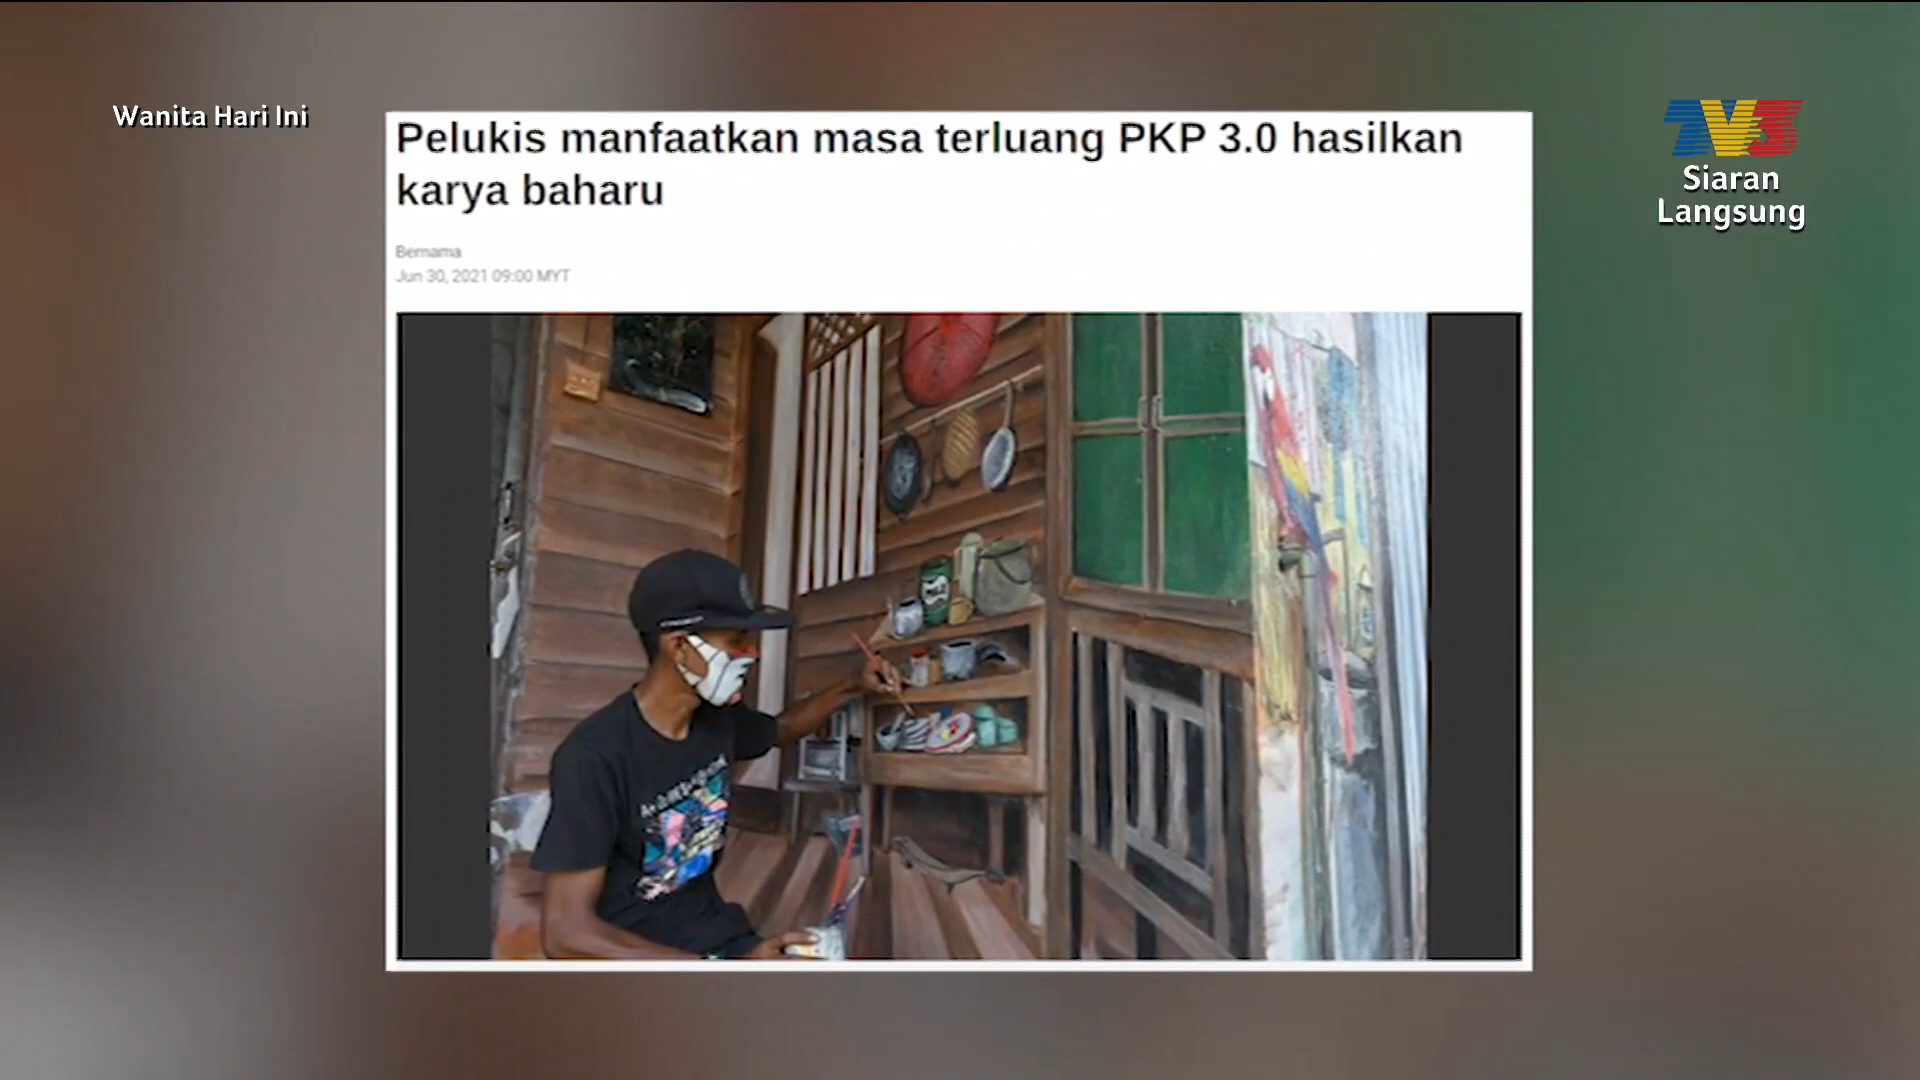 Wanita Hari Ini
Pelukis manfaatkan masa terluang PKP 3.0 hasilkan
karya baharu
Bernama
Jun 30, 2021 09:00 MYT
TV3
Siaran
Langsung